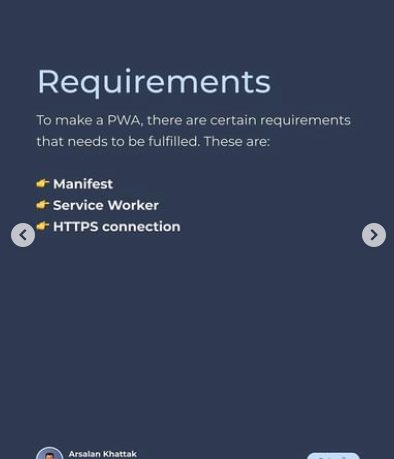 Requirements
To make a PWA, there are certain requirements
that needs to be fulfilled. These are:
👉 Manifest
👉 Service Worker
👉 HTTPS connection
Arsalan Khattak